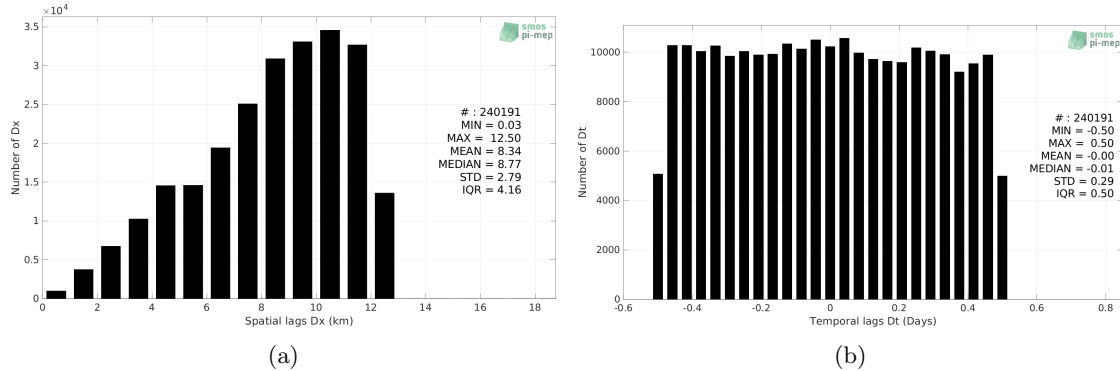 ×10⁴
3.5
3
2.5
2
1.5
1
0.5
0
0 2 4 6 8 10 12 14 16 18
Number of Dx
Spatial lags Dx (km)
smos
pi-mep
# : 240191
MIN = 0.03
MAX = 12.50
MEAN = 8.34
MEDIAN = 8.77
STD = 2.79
IQR = 4.16
(a)
10000
8000
6000
4000
2000
0
-0.6 -0.4 -0.2 0 0.2 0.4 0.6 0.8
Number of Dt
Temporal lags Dt (Days)
smos
pi-mep
# : 240191
MIN = -0.50
MAX = 0.50
MEAN = -0.00
MEDIAN = -0.01
STD = 0.29
IQR = 0.50
(b)